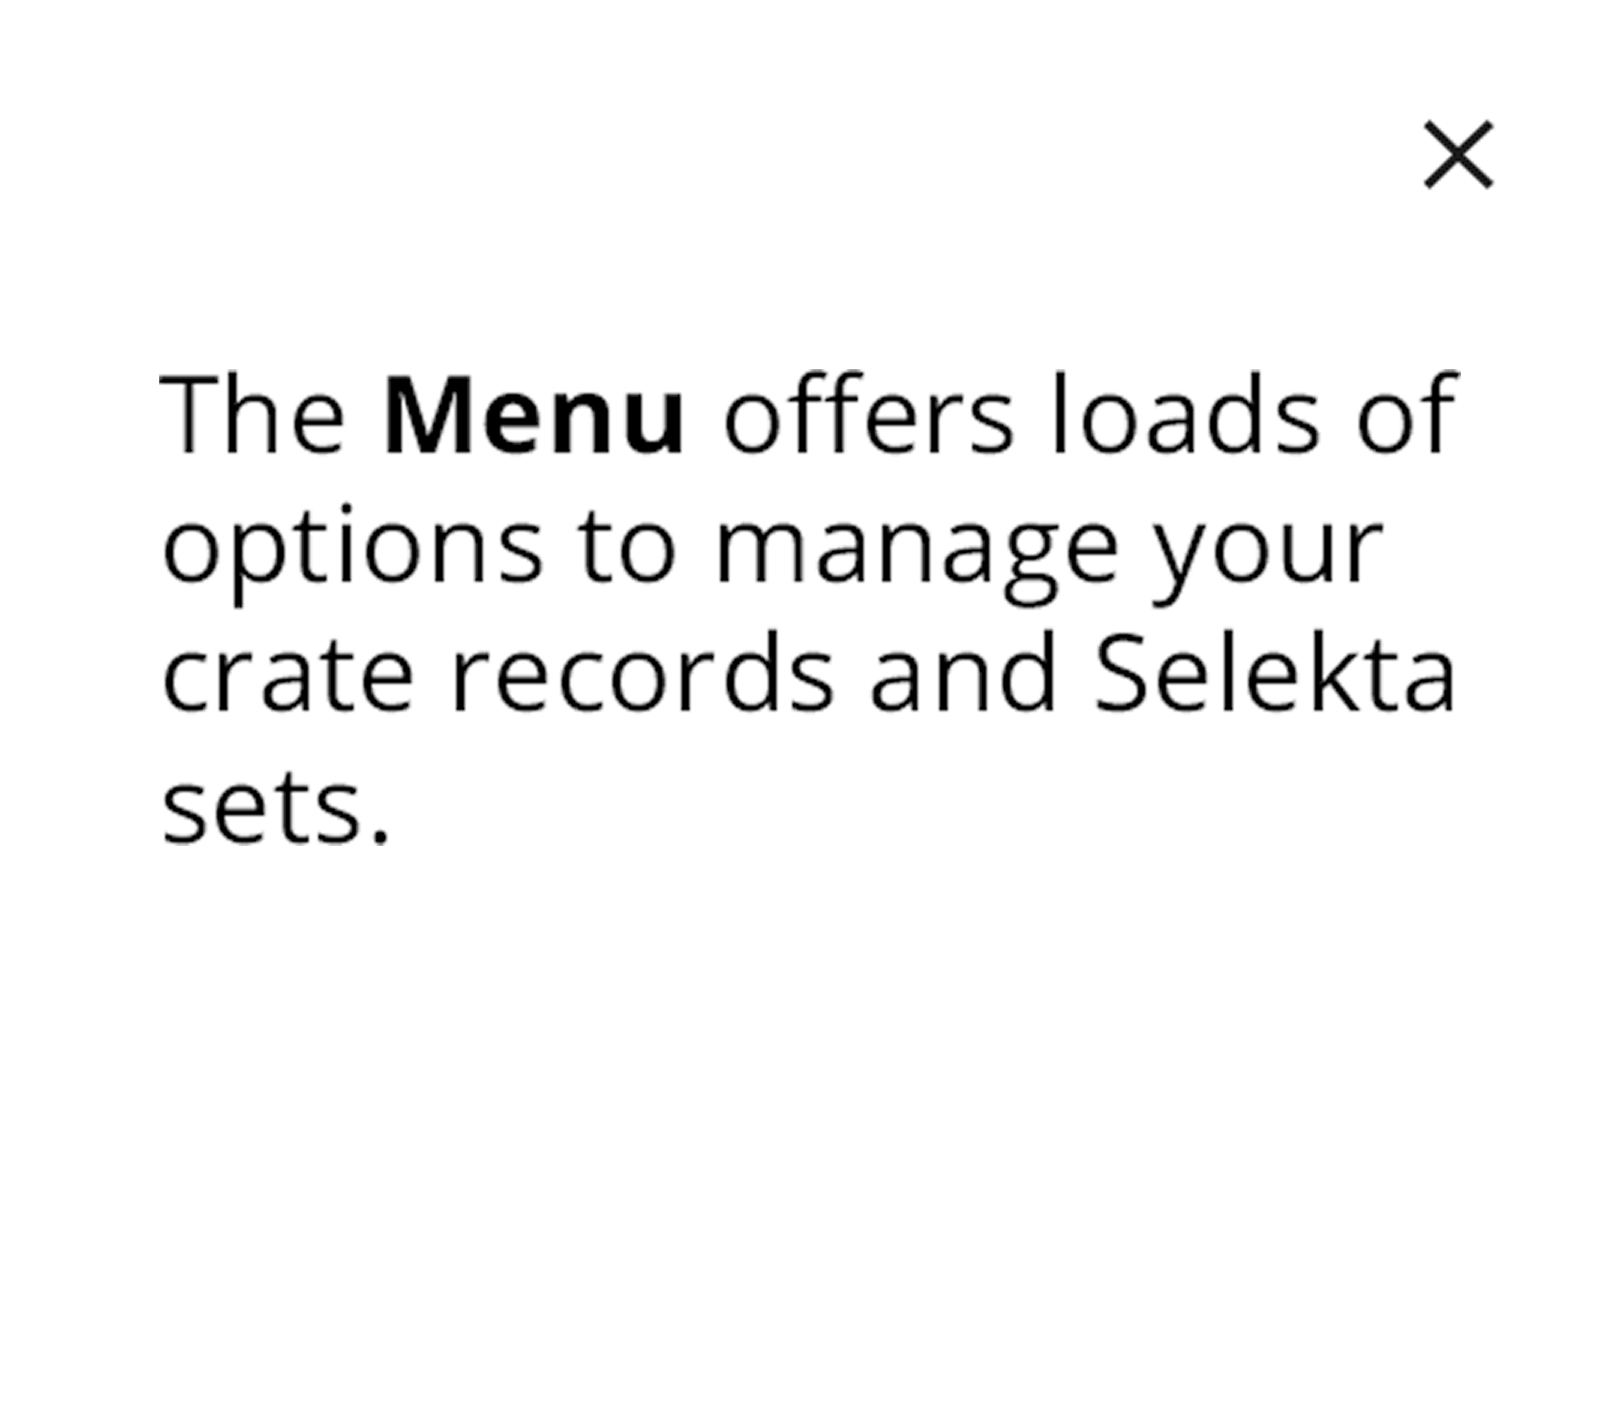 The Menu offers loads of
options to manage your
crate records and Selekta
sets.